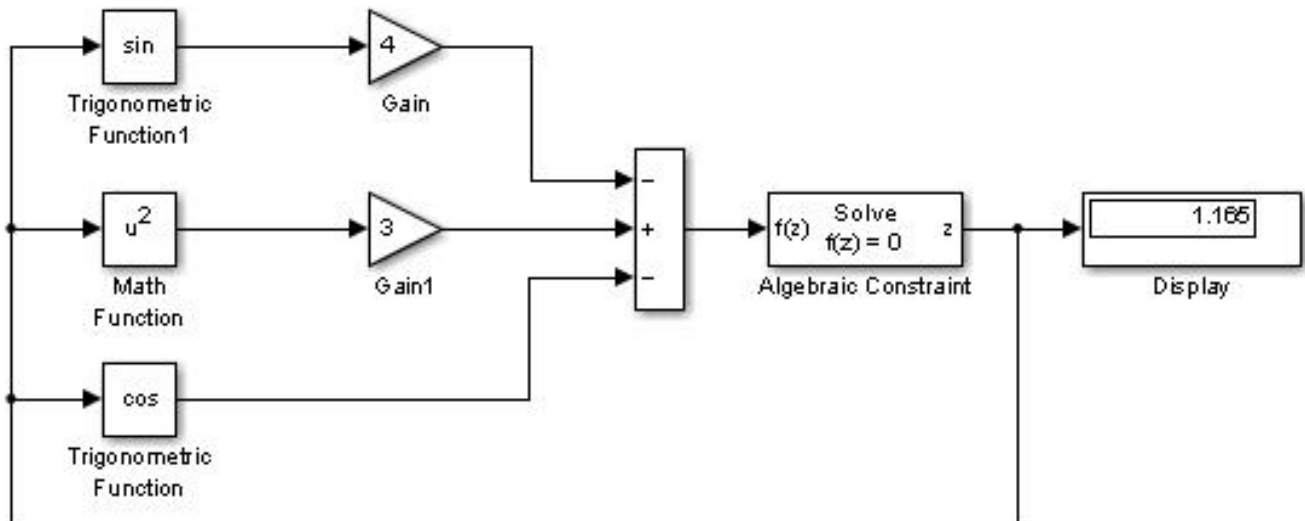 sin
Trigonometric
Function1
4
Gain
u2
Math
Function
3
Gain1
cos
Trigonometric
Function
−
+
−
f(z)
Solve
f(z) = 0
z
Algebraic Constraint
1.165
Display